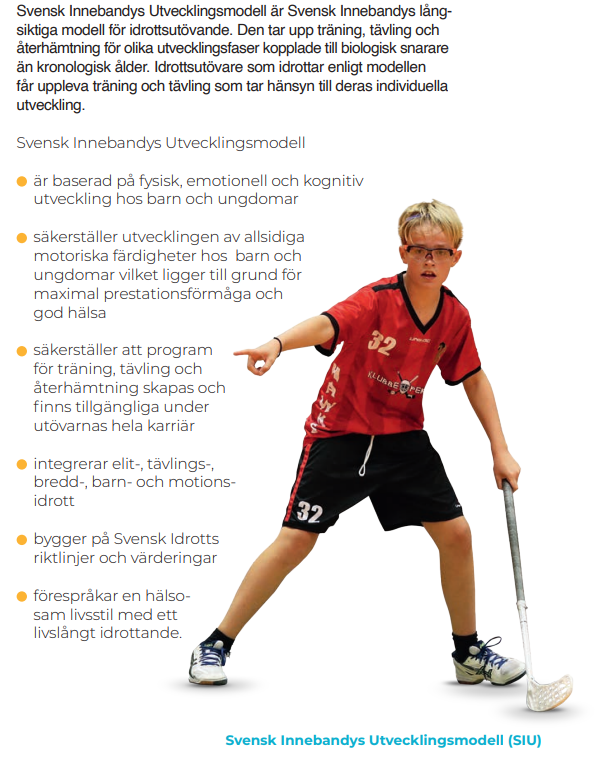 Svensk Innebandys Utvecklingsmodell är Svensk Innebandys lång-
siktiga modell för idrottsutövande. Den tar upp träning, tävling och
återhämtning för olika utvecklingsfaser kopplade till biologisk snarare
än kronologisk ålder. Idrottsutövare som idrottar enligt modellen
får uppleva träning och tävling som tar hänsyn till deras individuella
utveckling.
Svensk Innebandys Utvecklingsmodell
är baserad på fysisk, emotionell och kognitiv
utveckling hos barn och ungdomar
säkerställer utvecklingen av allsidiga
motoriska färdigheter hos barn och
ungdomar vilket ligger till grund för
maximal prestationsförmåga och
god hälsa
säkerställer att program
för träning, tävling och
återhämtning skapas och
finns tillgängliga under
utövarnas hela karriär
integrerar elit-, tävlings-,
bredd-, barn- och motions-
idrott
bygger på Svensk Idrotts
riktlinjer och värderingar
förespråkar en hälso-
sam livsstil med ett
livslångt idrottande.
32
32
Svensk Innebandys Utvecklingsmodell (SIU)